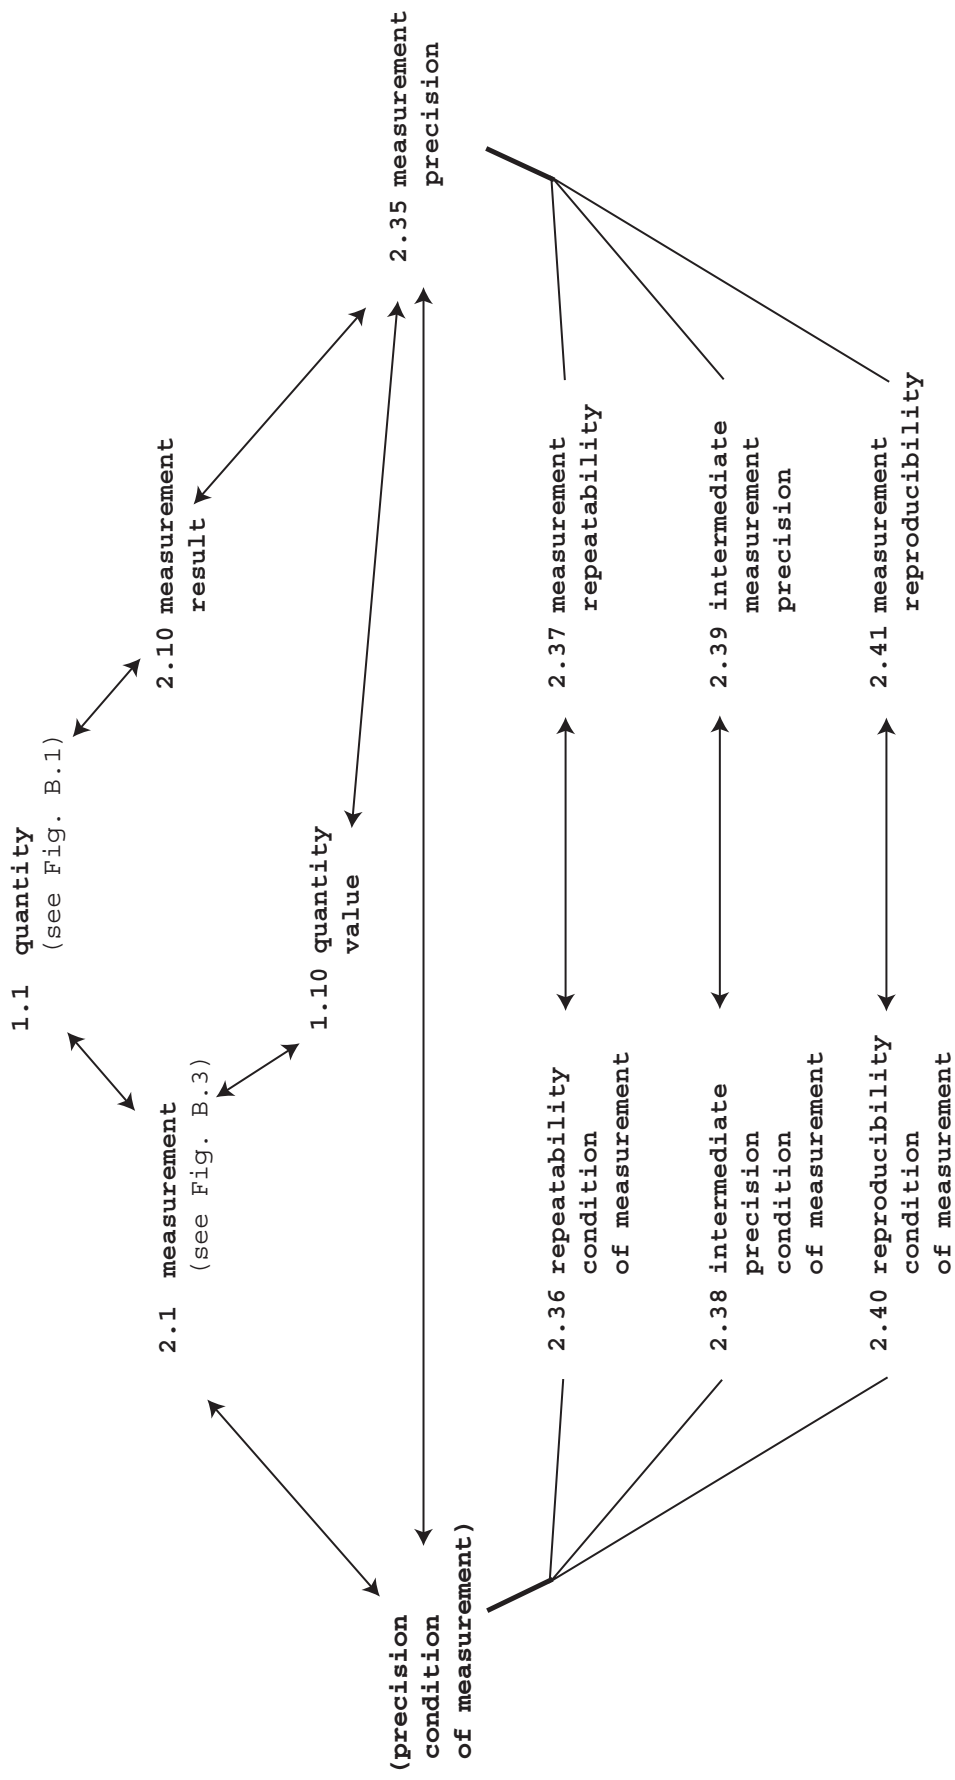 1.1 quantity
(see Fig. B.1)
2.1 measurement
(see Fig. B.3)
2.10 measurement
result
1.10 quantity
value
(precision
condition
of measurement)
2.35 measurement
precision
2.36 repeatability
condition
of measurement
2.37 measurement
repeatability
2.38 intermediate
precision
condition
of measurement
2.39 intermediate
measurement
precision
2.40 reproducibility
condition
of measurement
2.41 measurement
reproducibility